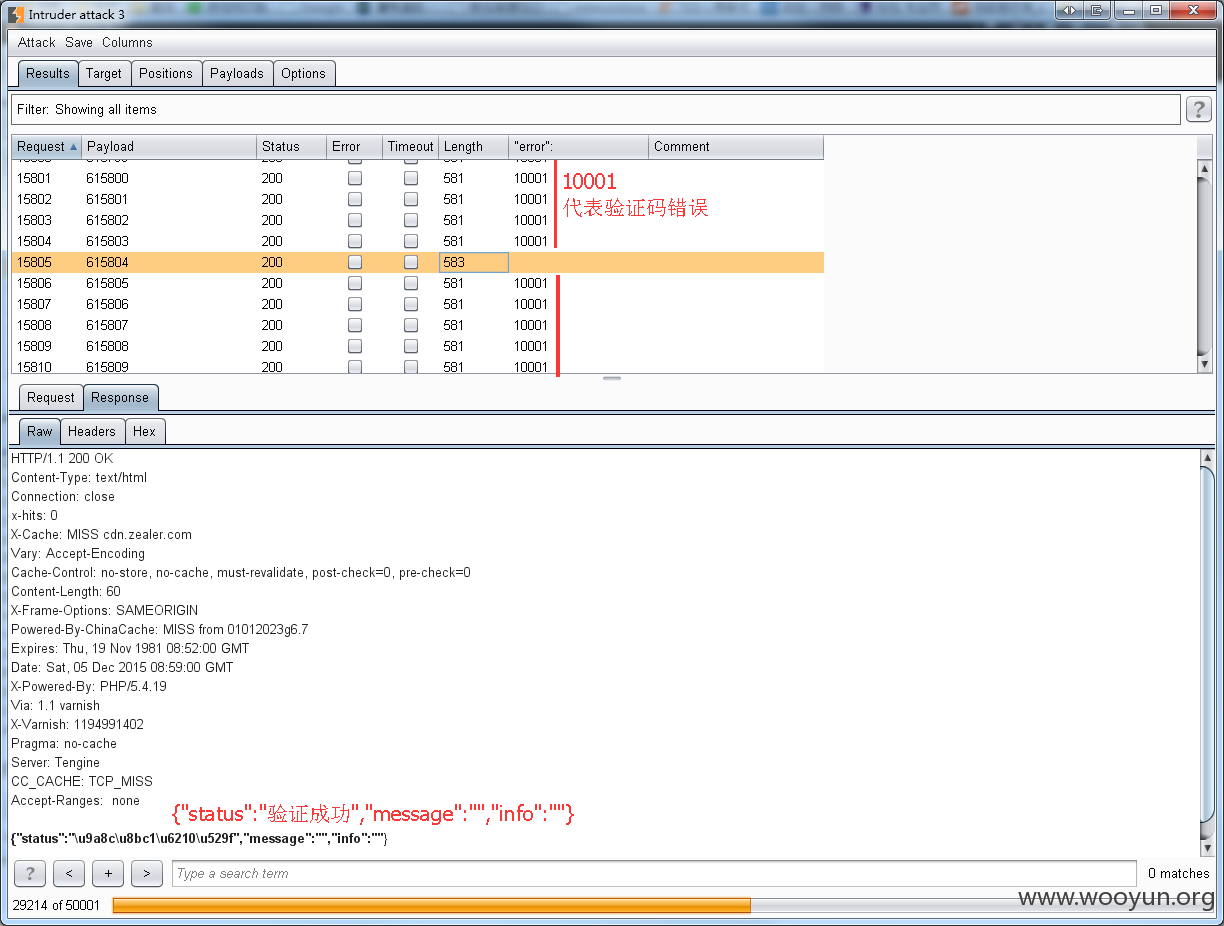 Intruder attack 3
Attack Save Columns
Results Target Positions Payloads Options
Filter: Showing all items
?
Request Payload Status Error Timeout Length "error": Comment
15801 615800 200 581 10001
10001
15802 615801 200 581 10001
代表验证码错误
15803 615802 200 581 10001
15804 615803 200 581 10001
15805 615804 200 583
15806 615805 200 581 10001
15807 615806 200 581 10001
15808 615807 200 581 10001
15809 615808 200 581 10001
15810 615809 200 581 10001
Request Response
Raw Headers Hex
HTTP/1.1 200 OK
Content-Type: text/html
Connection: close
x-hits: 0
X-Cache: MISS cdn.zealer.com
Vary: Accept-Encoding
Cache-Control: no-store, no-cache, must-revalidate, post-check=0, pre-check=0
Content-Length: 60
X-Frame-Options: SAMEORIGIN
Powered-By-ChinaCache: MISS from 01012023g6.7
Expires: Thu, 19 Nov 1981 08:52:00 GMT
Date: Sat, 05 Dec 2015 08:59:00 GMT
X-Powered-By: PHP/5.4.19
Via: 1.1 varnish
X-Varnish: 1194991402
Pragma: no-cache
Server: Tengine
CC_CACHE: TCP_MISS
Accept-Ranges: none
{"status":"验证成功","message":"","info":""}
{"status":"\u9a8c\u8bc1\u6210\u529f","message":"","info":""}
? < + > Type a search term 0 matches
29214 of 50001
www.wooyun.org